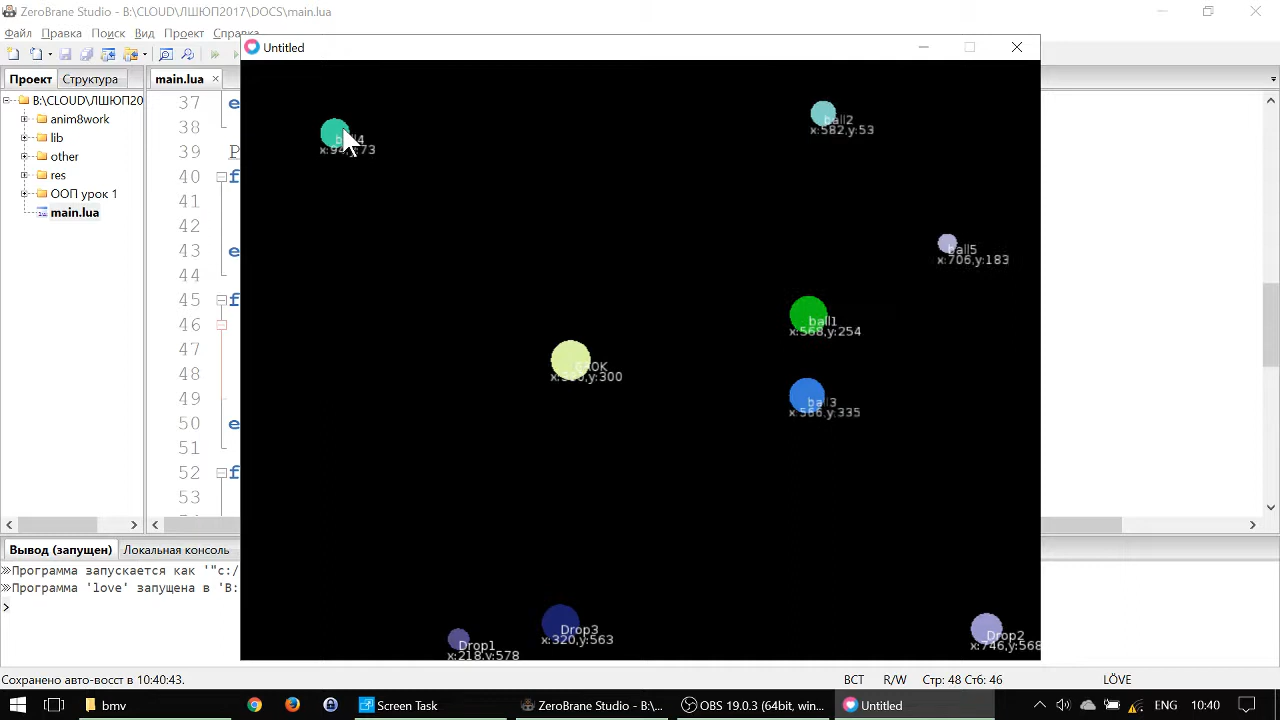 ZeroBrane Studio - B:\CLOUD\ЛШЮП2017\DOCS\main.lua
Файл Правка Поиск Вид Проект Справка
Untitled
Проект Структура main.lua
B:\CLOUD\ЛШЮП20
anim8work
lib
other
res
ООП урок 1
main.lua
37 e
38
39 P
40 f
41
42
43 e
44
45 f
46
47
48
49
50 e
51
52 f
53
ball4
ball2
x:582,y:53
ball5
x:706,y:183
ball1
x:568,y:254
y:300
ball3
x:566,y:335
Drop3
x:320,y:563
Drop1
x:218,y:578
Drop2
x:746,y:568
Вывод (запущен) Локальная консоль
Программа запускается как '"c:/
Программа 'love' запущена в 'B:
>
Сохранено авто-восст в 10:40:43.
ВСТ R/W Стр: 48 Стб: 46 LÖVE
bmv Screen Task ZeroBrane Studio - B:\... OBS 19.0.3 (64bit, win... Untitled ENG 10:40